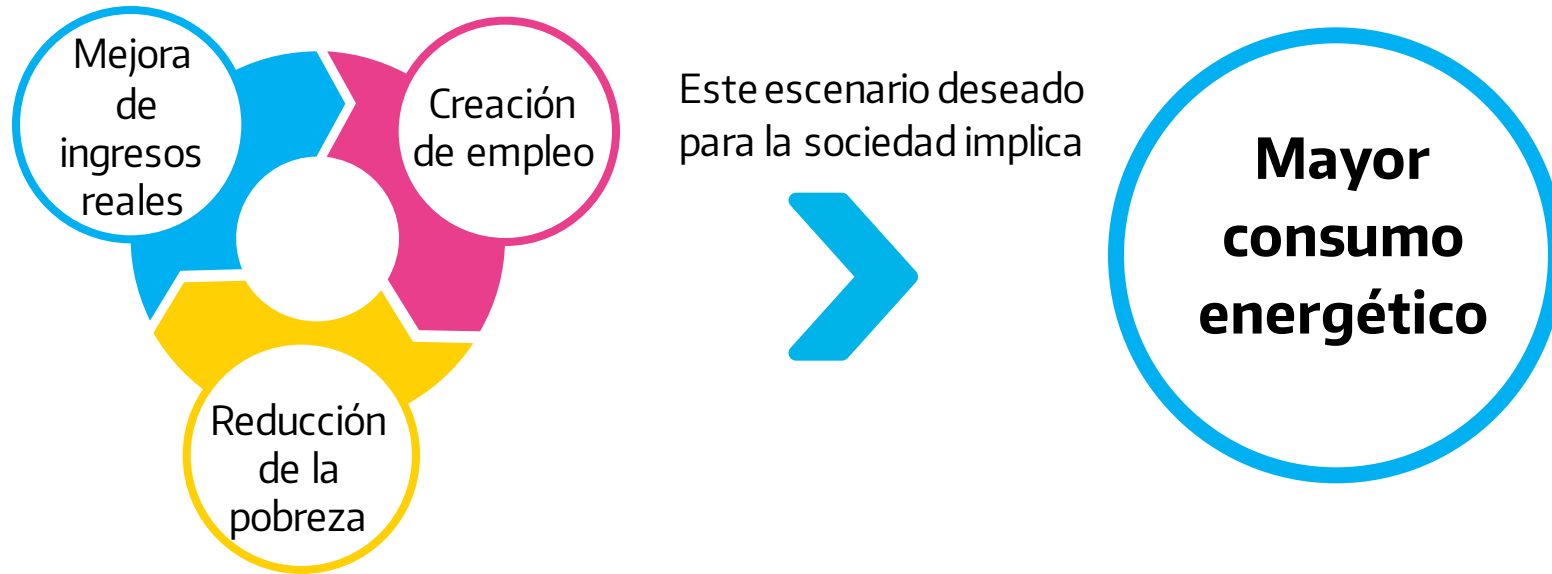 Mejora
de
ingresos
reales
Creación
de empleo
Reducción
de la
pobreza
Este escenario deseado
para la sociedad implica
Mayor
consumo
energético